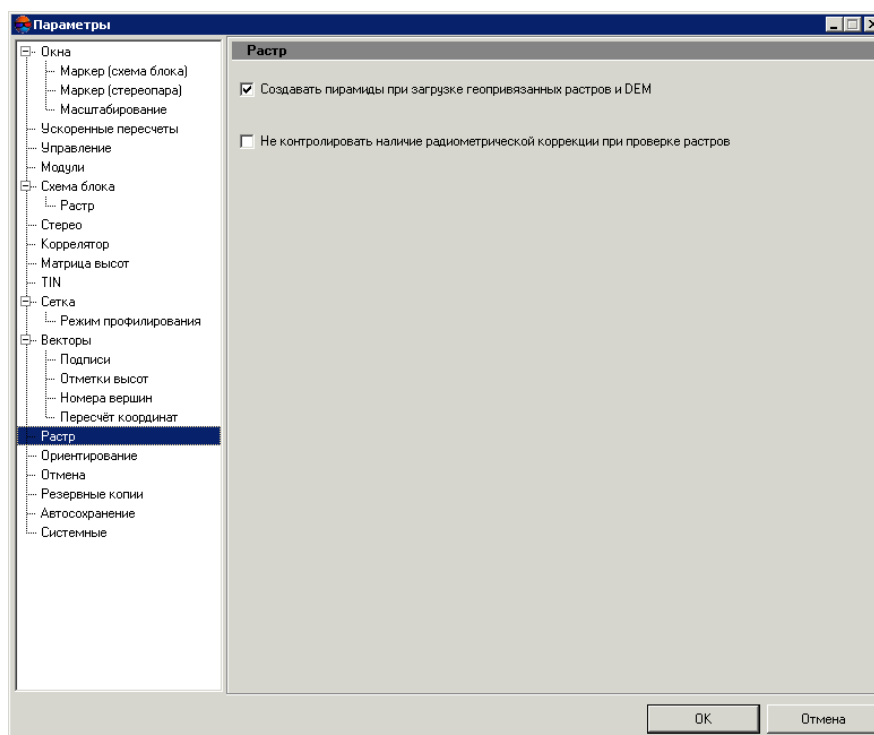 Параметры
Окна
Маркер (схема блока)
Маркер (стереопара)
Масштабирование
Ускоренные пересчеты
Управление
Модули
Схема блока
Растр
Стерео
Коррелятор
Матрица высот
TIN
Сетка
Режим профилирования
Векторы
Подписи
Отметки высот
Номера вершин
Пересчёт координат
Растр
Ориентирование
Отмена
Резервные копии
Автосохранение
Системные
Растр
Создавать пирамиды при загрузке геопривязанных растров и DEM
Не контролировать наличие радиометрической коррекции при проверке растров
OK
Отмена